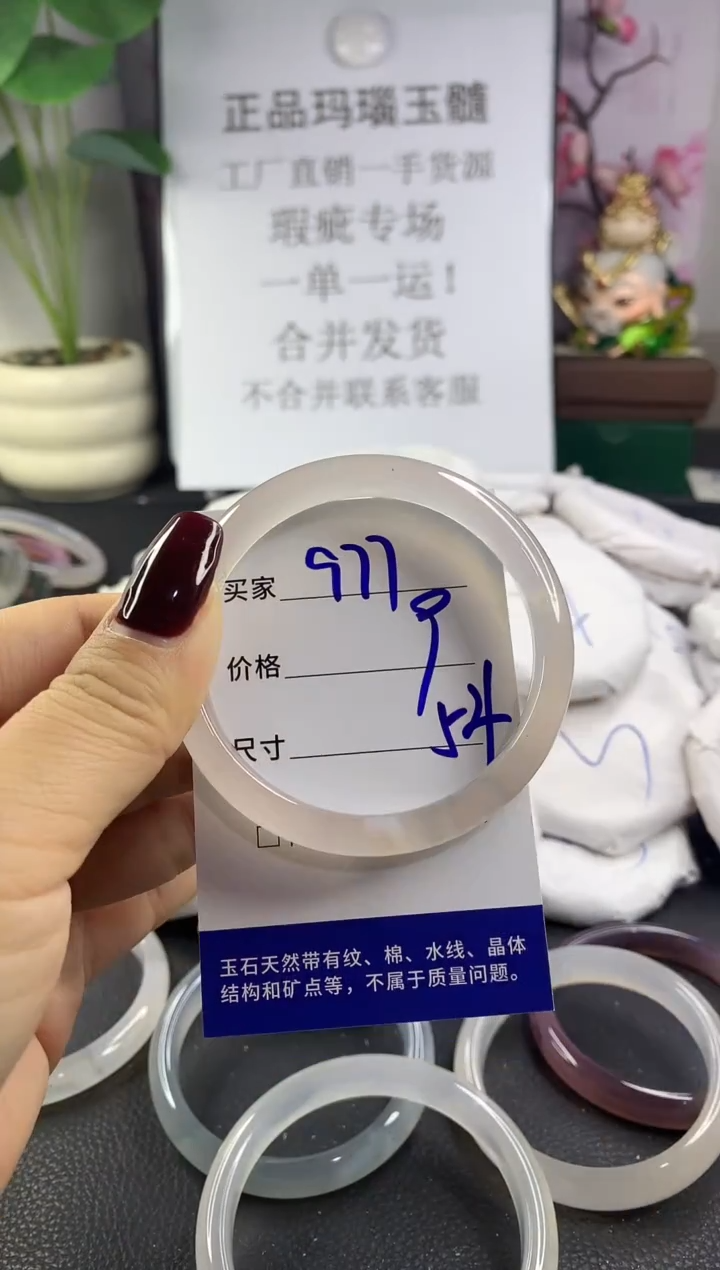 正品玛瑙玉髓
工厂直销一手货源
瑕疵专场
一单一运！
合并发货
不合并联系客服
买家 977
价格 9
尺寸 54
玉石天然带有纹、棉、水线、晶体
结构和矿点等，不属于质量问题。